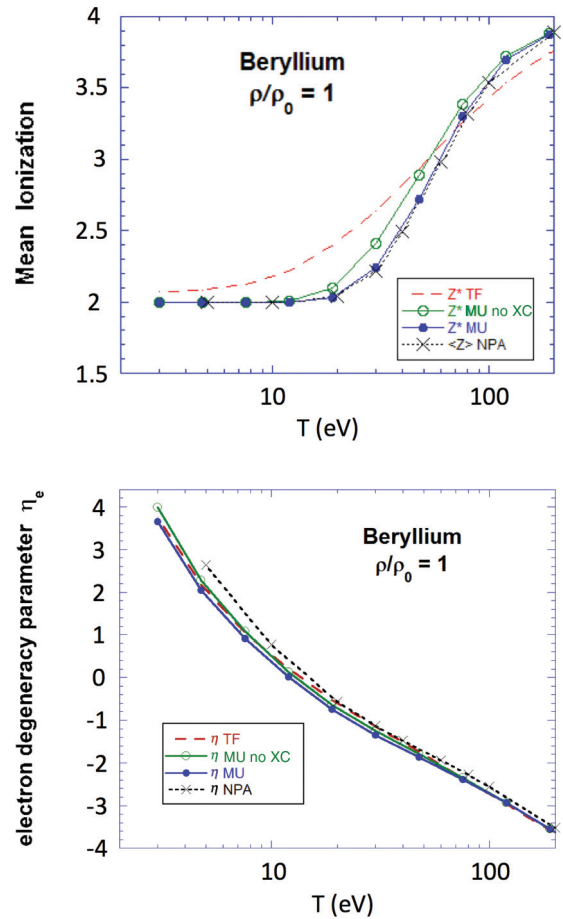 4
3.5
3
2.5
2
1.5
Mean Ionization
Beryllium
ρ/ρ₀ = 1
Z* TF
Z* MU no XC
Z* MU
<Z> NPA
10
100
T (eV)
4
3
2
1
0
-1
-2
-3
-4
electron degeneracy parameter ηₑ
Beryllium
ρ/ρ₀ = 1
η TF
η MU no XC
η MU
η NPA
10
100
T (eV)